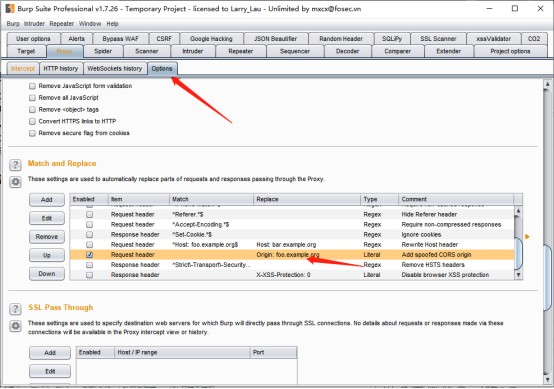 Burp Suite Professional v1.7.26 - Temporary Project - licensed to Larry_Lau - Unlimited by mxcx@fosec.vn
Burp Intruder Repeater Window Help
User options Alerts Bypass WAF CSRF Google Hacking JSON Beautifier Random Header SQLiPy SSL Scanner xssValidator CO2
Target Proxy Spider Scanner Intruder Repeater Sequencer Decoder Comparer Extender Project options
Intercept HTTP history WebSockets history Options
Remove JavaScript form validation
Remove all JavaScript
Remove <object> tags
Convert HTTPS links to HTTP
Remove secure flag from cookies
? Match and Replace
These settings are used to automatically replace parts of requests and responses passing through the Proxy.
Add Enabled Item Match Replace Type Comment
Edit Request header ^Referer.*$ Regex Hide Referer header
Request header ^Accept-Encoding.*$ Regex Require non-compressed responses
Remove Response header ^Set-Cookie.*$ Regex Ignore cookies
Request header ^Host: foo.example.org$ Host: bar.example.org Regex Rewrite Host header
Up Request header Origin: foo.example.org Literal Add spoofed CORS origin
Response header ^Strict\-Transport\-Security... Regex Remove HSTS headers
Down Response header X-XSS-Protection: 0 Literal Disable browser XSS protection
? SSL Pass Through
These settings are used to specify destination web servers for which Burp will directly pass through SSL connections. No details about requests or responses made via these
connections will be available in the Proxy intercept view or history.
Add Enabled Host / IP range Port
Edit